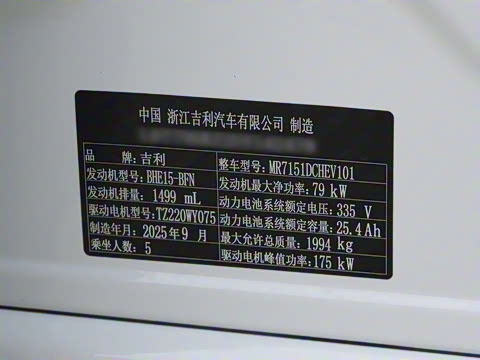 中国 浙江吉利汽车有限公司 制造
品 牌:吉利
整车型号:MR7151DCHEV101
发动机型号:BHE15-BFN
发动机最大净功率:79 kW
发动机排量:1499 mL
动力电池系统额定电压:335 V
驱动电机型号:TZ220WY075
动力电池系统额定容量:25.4Ah
制造年月:2025年9 月
最大允许总质量:1994 kg
乘坐人数:5
驱动电机峰值功率:175 kW